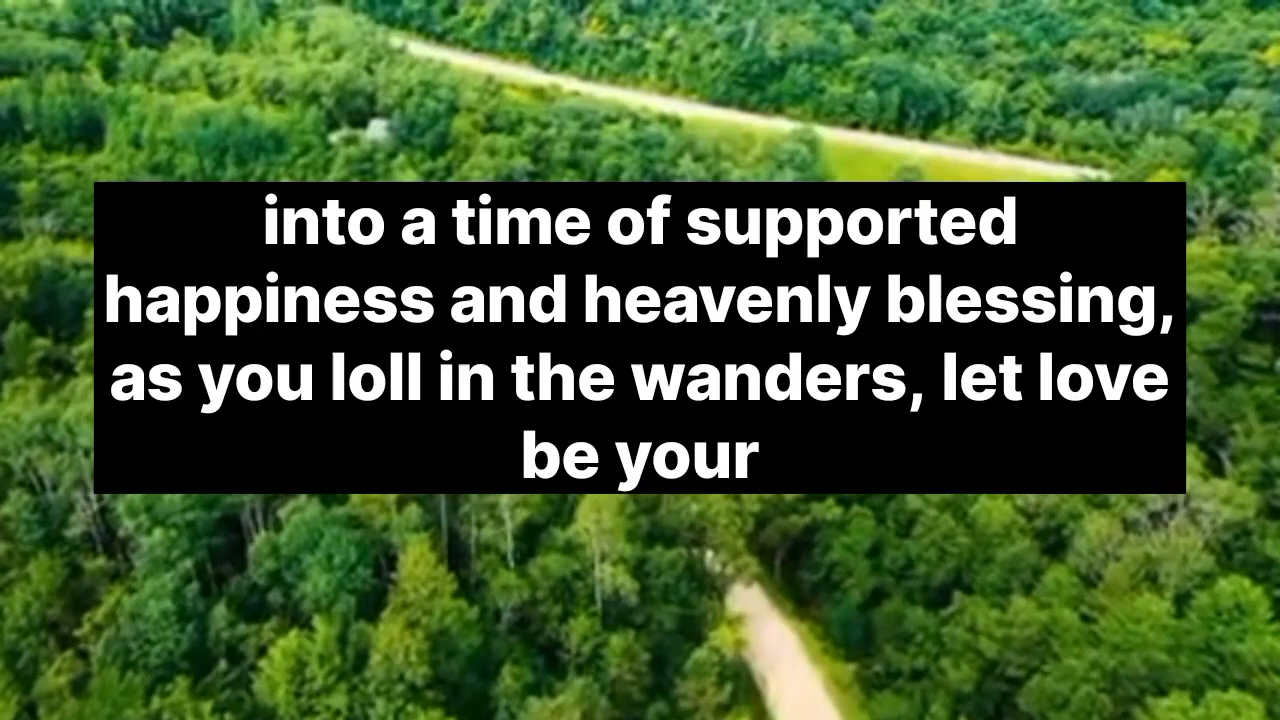 into a time of supported
happiness and heavenly blessing,
as you loll in the wanders, let love
be your